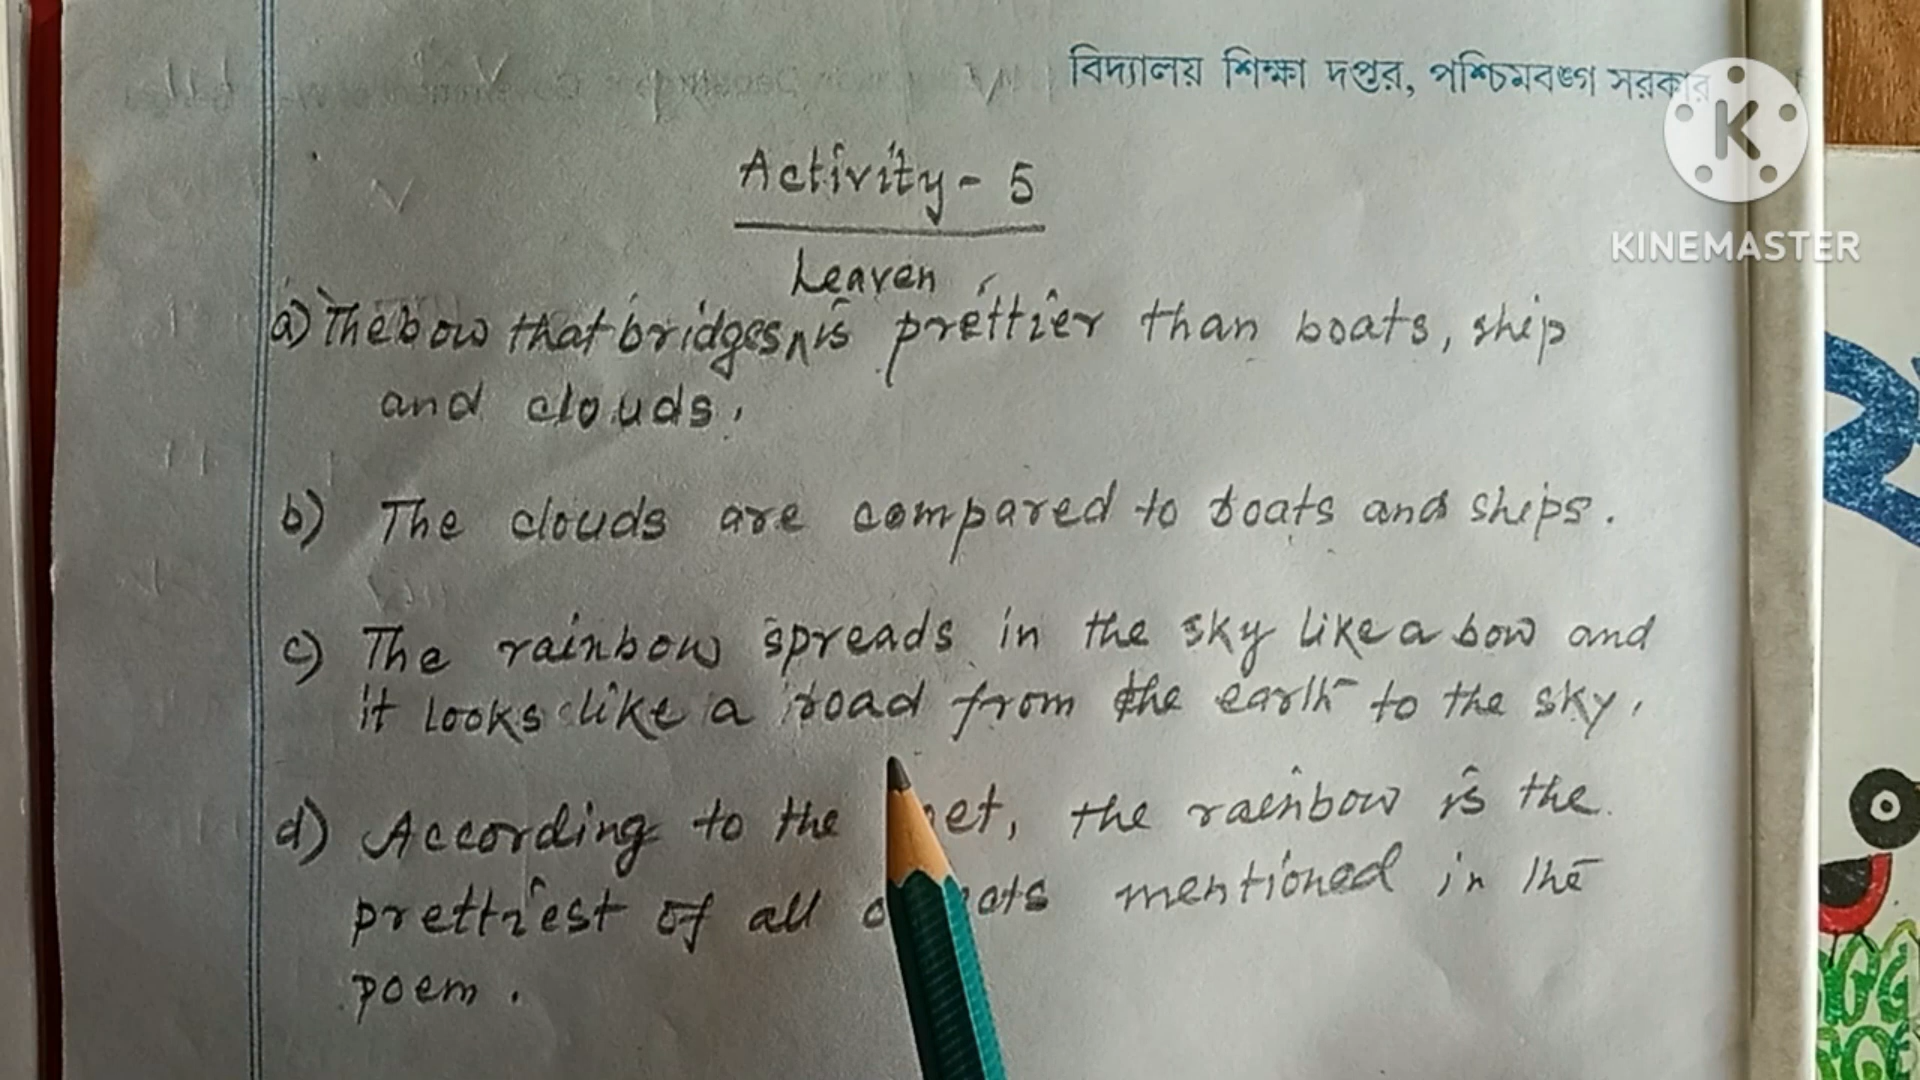 বিদ্যালয় শিক্ষা দপ্তর, পশ্চিমবঙ্গ সরকার
K
KINEMASTER
Activity - 5
heaven
a) The bow that bridges ^ is prettier than boats, ship
and clouds.
b) The clouds are compared to boats and ships.
c) The rainbow spreads in the sky like a bow and
it looks like a road from the earth to the sky.
d) According to the et, the rainbow is the
prettiest of all o cts mentioned in the
poem.